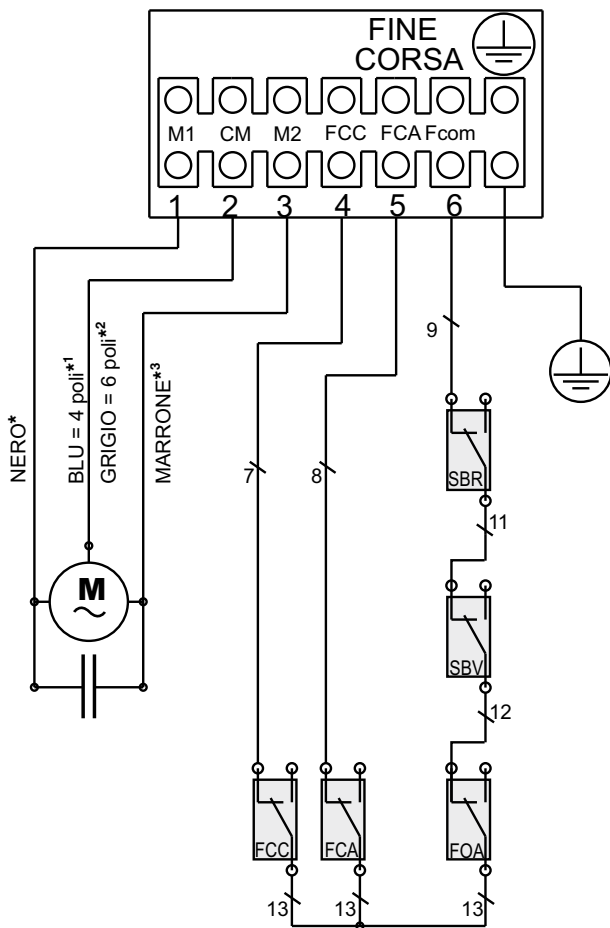 FINE
CORSA
M1 CM M2 FCC FCA Fcom
1 2 3 4 5 6
NERO*
BLU = 4 poli*1
GRIGIO = 6 poli*2
MARRONE*3
9
7 8
SBR
11
M
SBV
12
FCC FCA FOA
13 13 13